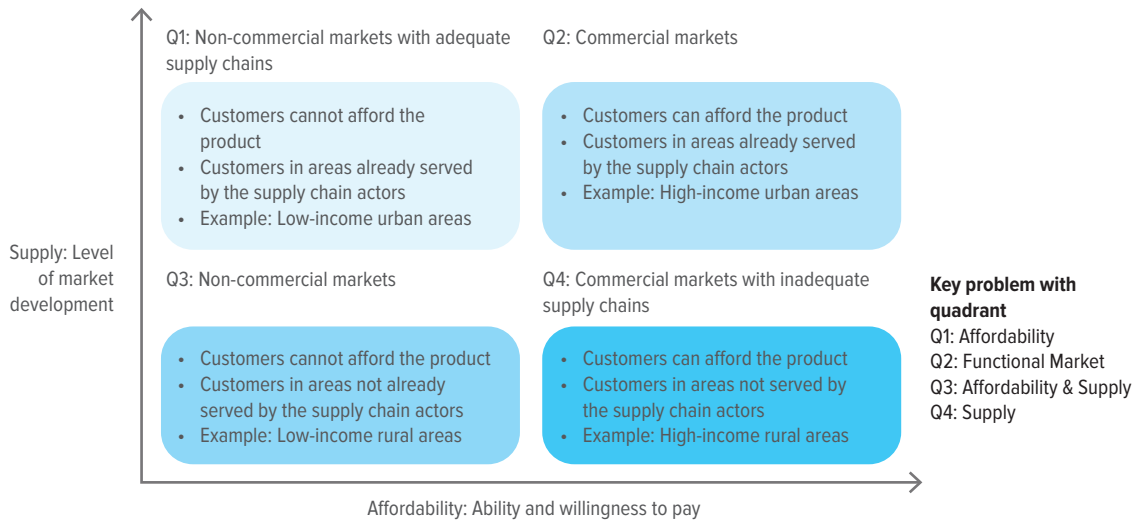 Q1: Non-commercial markets with adequate
supply chains
• Customers cannot afford the
product
• Customers in areas already served
by the supply chain actors
• Example: Low-income urban areas
Q2: Commercial markets
• Customers can afford the product
• Customers in areas already served
by the supply chain actors
• Example: High-income urban areas
Supply: Level
of market
development
Q3: Non-commercial markets
• Customers cannot afford the product
• Customers in areas not already
served by the supply chain actors
• Example: Low-income rural areas
Q4: Commercial markets with inadequate
supply chains
• Customers can afford the product
• Customers in areas not served by
the supply chain actors
• Example: High-income rural areas
Key problem with
quadrant
Q1: Affordability
Q2: Functional Market
Q3: Affordability & Supply
Q4: Supply
Affordability: Ability and willingness to pay